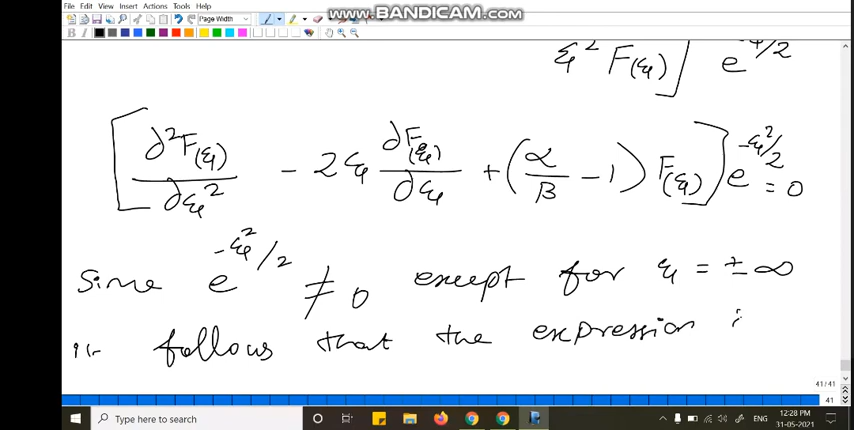 www.BANDICAM.com
File Edit View Insert Actions Tools Help
Page Width
B I
ξ² F(ξ) ] e^{-ξ²/2}
[ ∂²F(ξ)/∂ξ² - 2ξ ∂F(ξ)/∂ξ + (α/β - 1) F(ξ) ] e^{-ξ²/2} = 0
Since e^{-ξ²/2} ≠ 0 except for ξ = ± ∞
it follows that the expression i
41/41
41
Type here to search
ENG
12:28 PM
31-05-2021